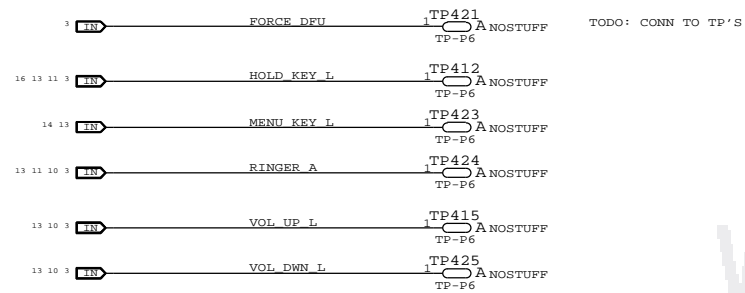 3 IN FORCE_DFU 1 TP421 TP-P6 A NOSTUFF TODO: CONN TO TP'S
16 13 11 3 IN HOLD_KEY_L 1 TP412 TP-P6 A NOSTUFF
14 13 IN MENU_KEY_L 1 TP423 TP-P6 A NOSTUFF
13 11 10 3 IN RINGER_A 1 TP424 TP-P6 A NOSTUFF
13 10 3 IN VOL_UP_L 1 TP415 TP-P6 A NOSTUFF
13 10 3 IN VOL_DWN_L 1 TP425 TP-P6 A NOSTUFF